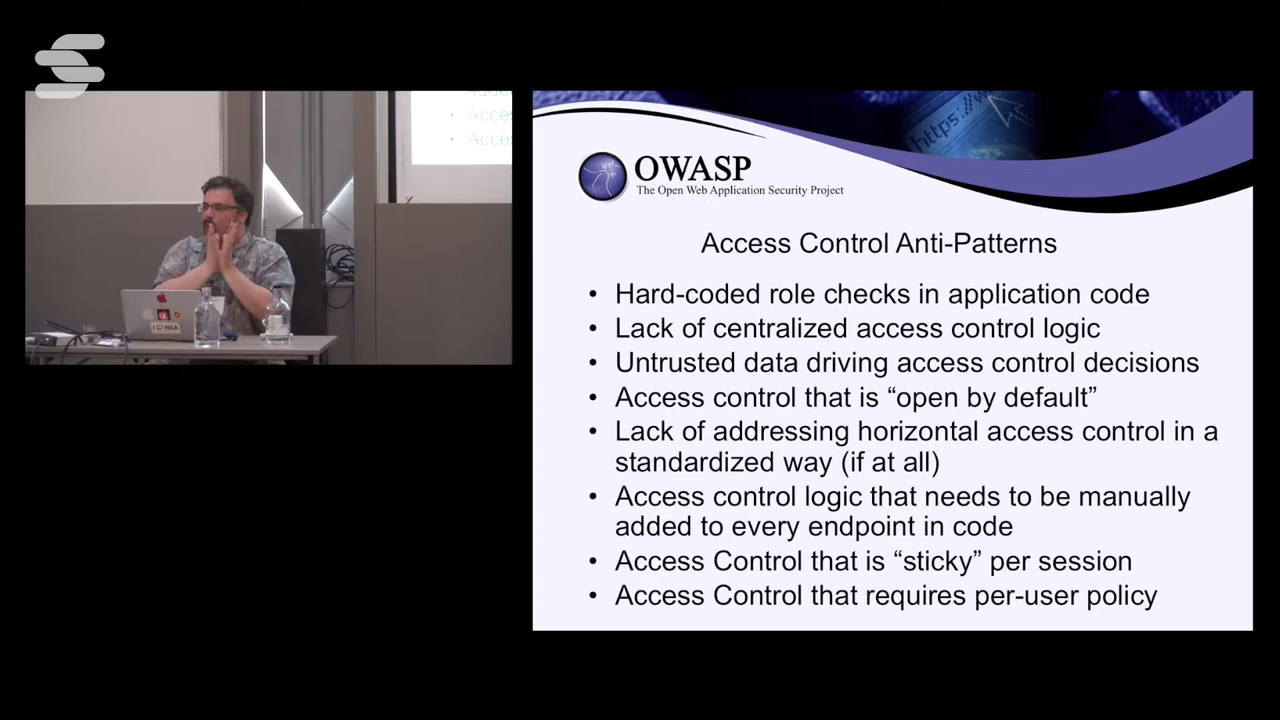 Acces
Acces
I ♡ NSA
https://
OWASP
The Open Web Application Security Project
Access Control Anti-Patterns
• Hard-coded role checks in application code
• Lack of centralized access control logic
• Untrusted data driving access control decisions
• Access control that is “open by default”
• Lack of addressing horizontal access control in a
standardized way (if at all)
• Access control logic that needs to be manually
added to every endpoint in code
• Access Control that is “sticky” per session
• Access Control that requires per-user policy